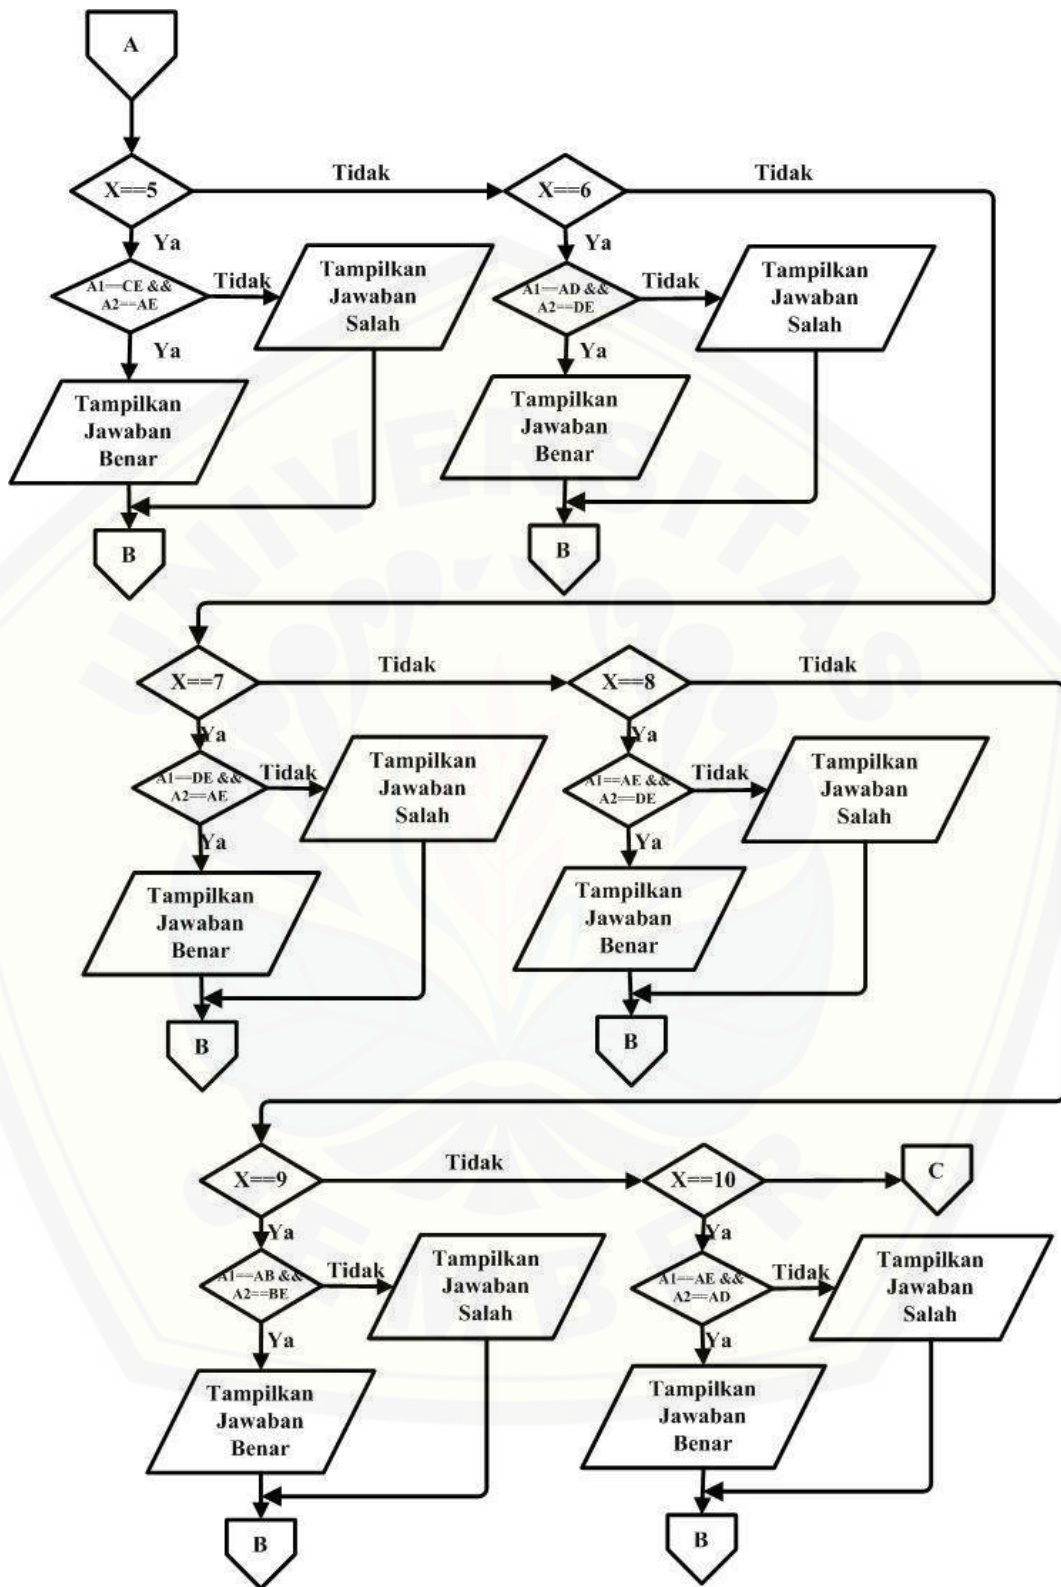 A
X==5
Tidak
X==6
Tidak
Ya
Ya
A1==CE &&
A2==AE
Tidak
Tampilkan
Jawaban
Salah
A1==AD &&
A2==DE
Tidak
Tampilkan
Jawaban
Salah
Ya
Ya
Tampilkan
Jawaban
Benar
Tampilkan
Jawaban
Benar
B
B
X==7
Tidak
X==8
Tidak
Ya
Ya
A1==DE &&
A2==AE
Tidak
Tampilkan
Jawaban
Salah
A1==AE &&
A2==DE
Tidak
Tampilkan
Jawaban
Salah
Ya
Ya
Tampilkan
Jawaban
Benar
Tampilkan
Jawaban
Benar
B
B
X==9
Tidak
X==10
C
Ya
Ya
A1==AB &&
A2==BE
Tidak
Tampilkan
Jawaban
Salah
A1==AE &&
A2==AD
Tidak
Tampilkan
Jawaban
Salah
Ya
Ya
Tampilkan
Jawaban
Benar
Tampilkan
Jawaban
Benar
B
B
UNIVERSITAS
JEMBER